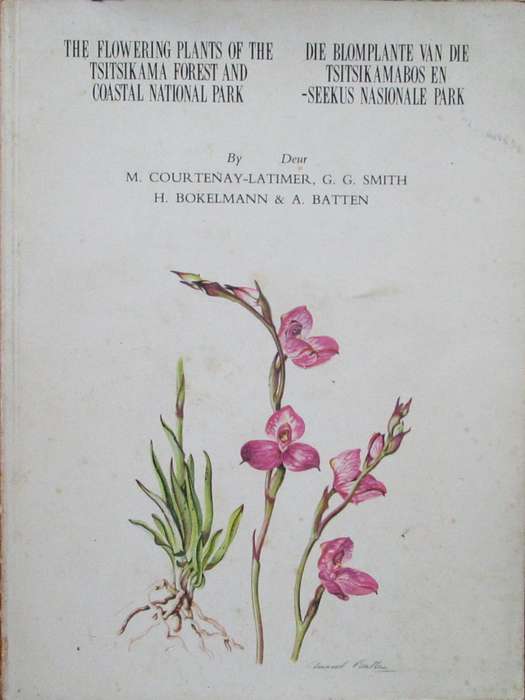 THE FLOWERING PLANTS OF THE
TSITSIKAMA FOREST AND
COASTAL NATIONAL PARK
DIE BLOMPLANTE VAN DIE
TSITSIKAMABOS EN
-SEEKUS NASIONALE PARK
By Deur
M. COURTENAY-LATIMER, G. G. SMITH
H. BOKELMANN & A. BATTEN